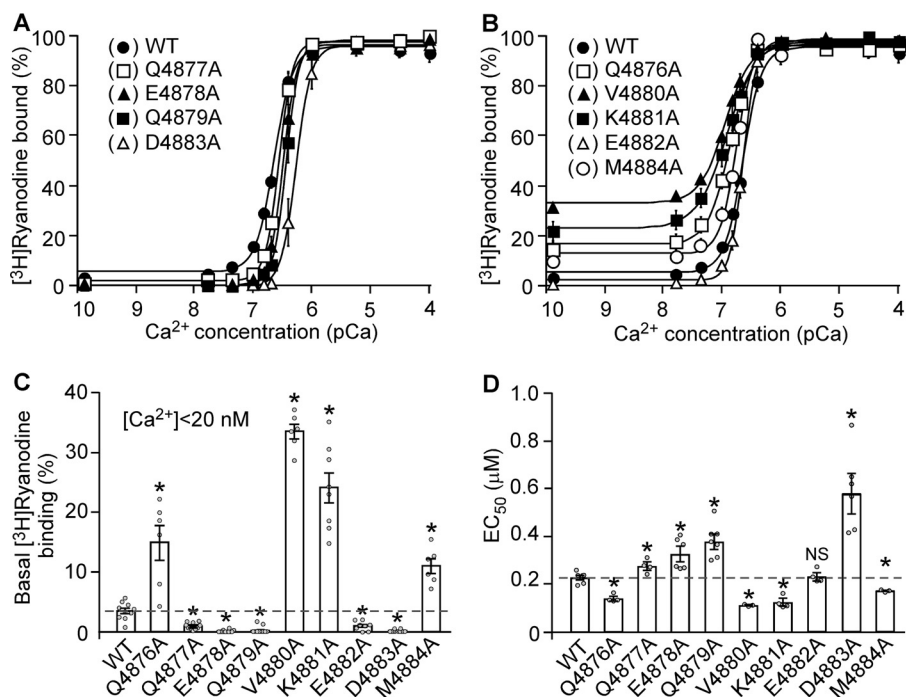 A
(●) WT
(□) Q4877A
(▲) E4878A
(■) Q4879A
(△) D4883A
[³H]Ryanodine bound (%)
100
80
60
40
20
0
10 9 8 7 6 5 4
Ca²⁺ concentration (pCa)
B
(●) WT
(□) Q4876A
(▲) V4880A
(■) K4881A
(△) E4882A
(○) M4884A
[³H]Ryanodine bound (%)
100
80
60
40
20
0
10 9 8 7 6 5 4
Ca²⁺ concentration (pCa)
C
[Ca²⁺]<20 nM
Basal [³H]Ryanodine
binding (%)
40
30
20
10
0
* * * * * * * * *
WT Q4876A Q4877A E4878A Q4879A V4880A K4881A E4882A D4883A M4884A
D
EC₅₀ (μM)
1.0
0.8
0.6
0.4
0.2
0
* * * * * * NS * *
WT Q4876A Q4877A E4878A Q4879A V4880A K4881A E4882A D4883A M4884A